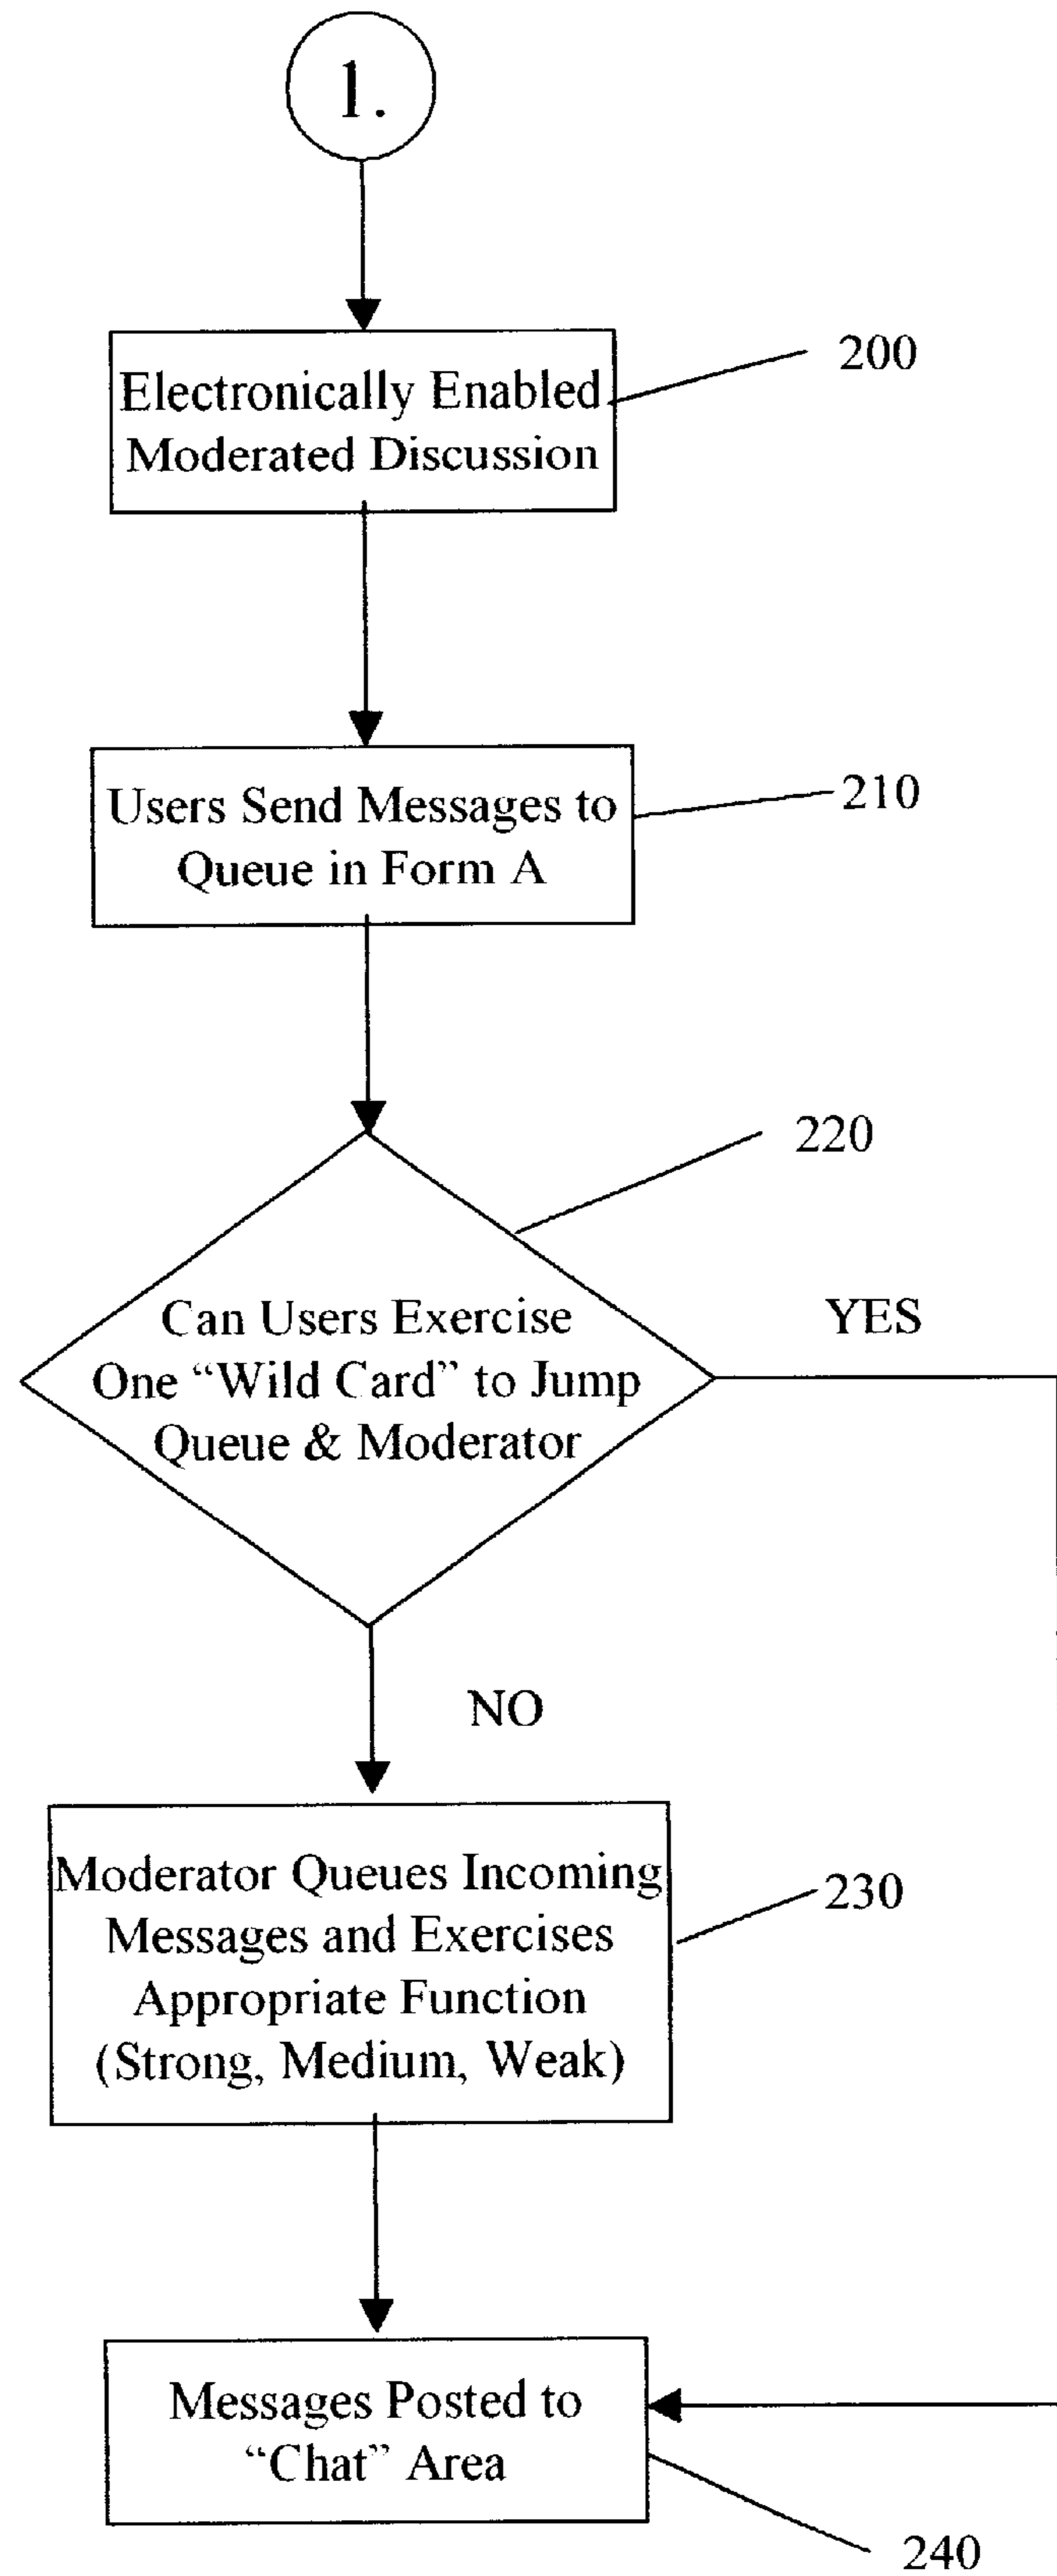 1.
Electronically Enabled
Moderated Discussion
200
Users Send Messages to
Queue in Form A
210
220
Can Users Exercise
One “Wild Card” to Jump
Queue & Moderator
YES
NO
Moderator Queues Incoming
Messages and Exercises
Appropriate Function
(Strong, Medium, Weak)
230
Messages Posted to
“Chat” Area
240